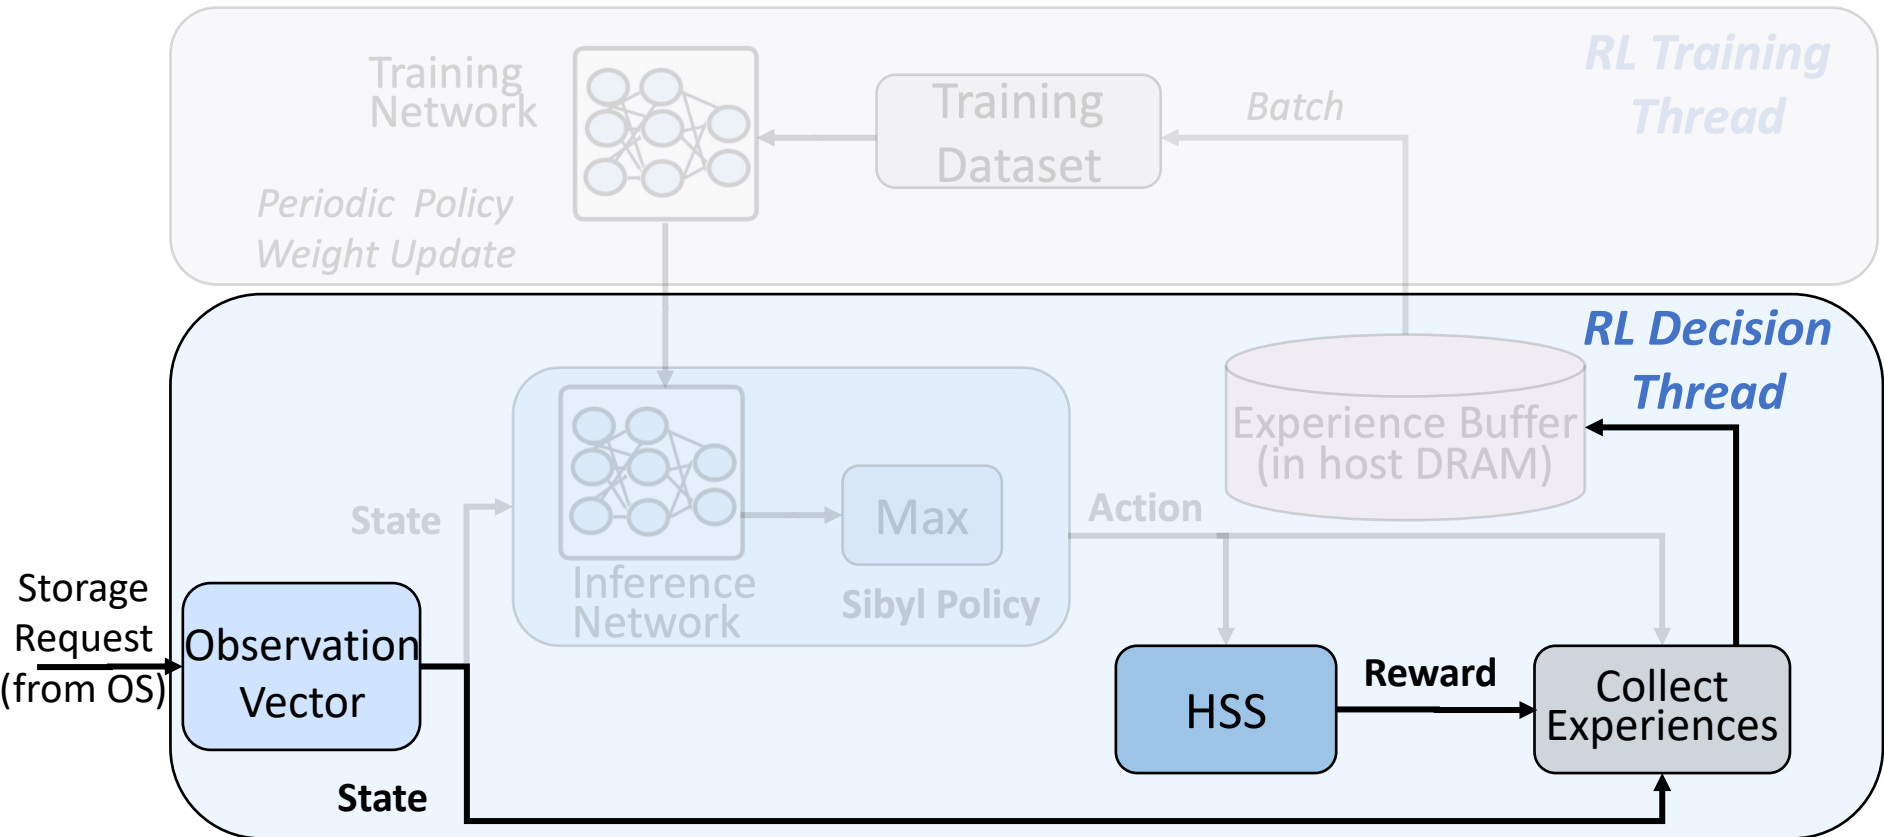 RL Training
Thread
Training
Network
Training
Dataset
Batch
Periodic Policy
Weight Update
RL Decision
Thread
Experience Buffer
(in host DRAM)
State
Max
Action
Inference
Network
Sibyl Policy
Storage
Request
(from OS)
Observation
Vector
HSS
Reward
Collect
Experiences
State